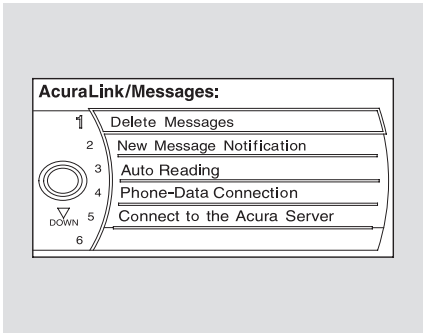 AcuraLink/Messages:
1 Delete Messages
2 New Message Notification
3 Auto Reading
4 Phone-Data Connection
DOWN 5 Connect to the Acura Server
6